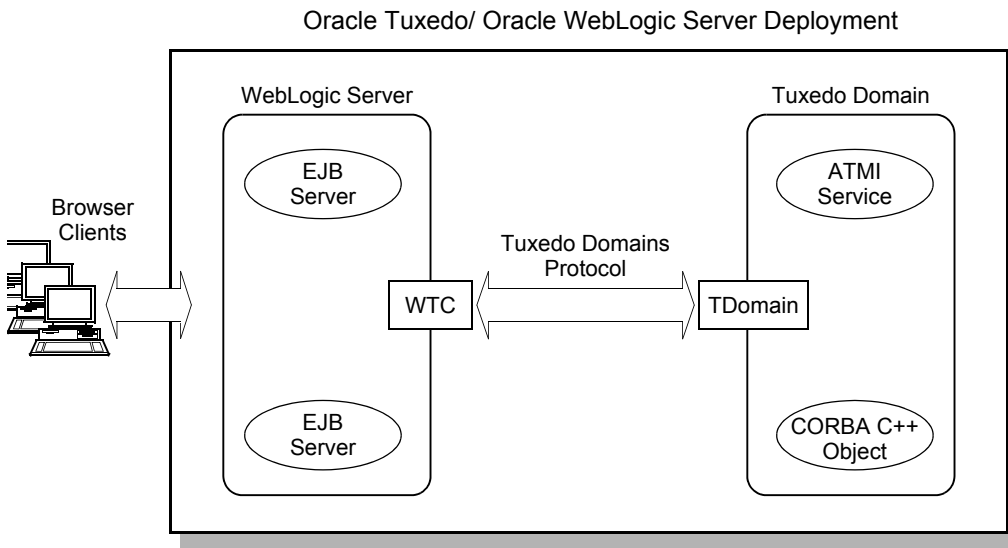 Oracle Tuxedo/ Oracle WebLogic Server Deployment
WebLogic Server
Tuxedo Domain
EJB
Server
ATMI
Service
Browser
Clients
Tuxedo Domains
Protocol
WTC
TDomain
EJB
Server
CORBA C++
Object